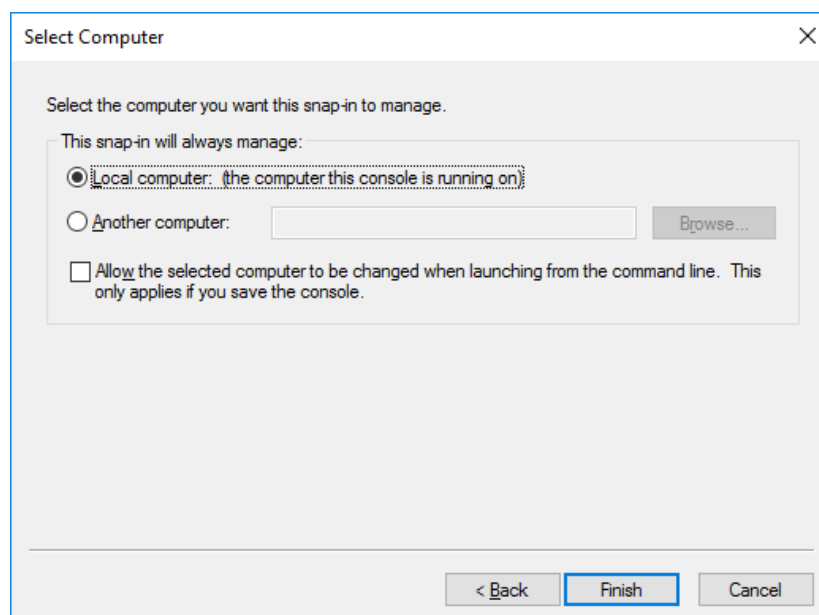 Select Computer
Select the computer you want this snap-in to manage.
This snap-in will always manage:
Local computer: (the computer this console is running on)
Another computer:
Browse...
Allow the selected computer to be changed when launching from the command line. This
only applies if you save the console.
< Back
Finish
Cancel